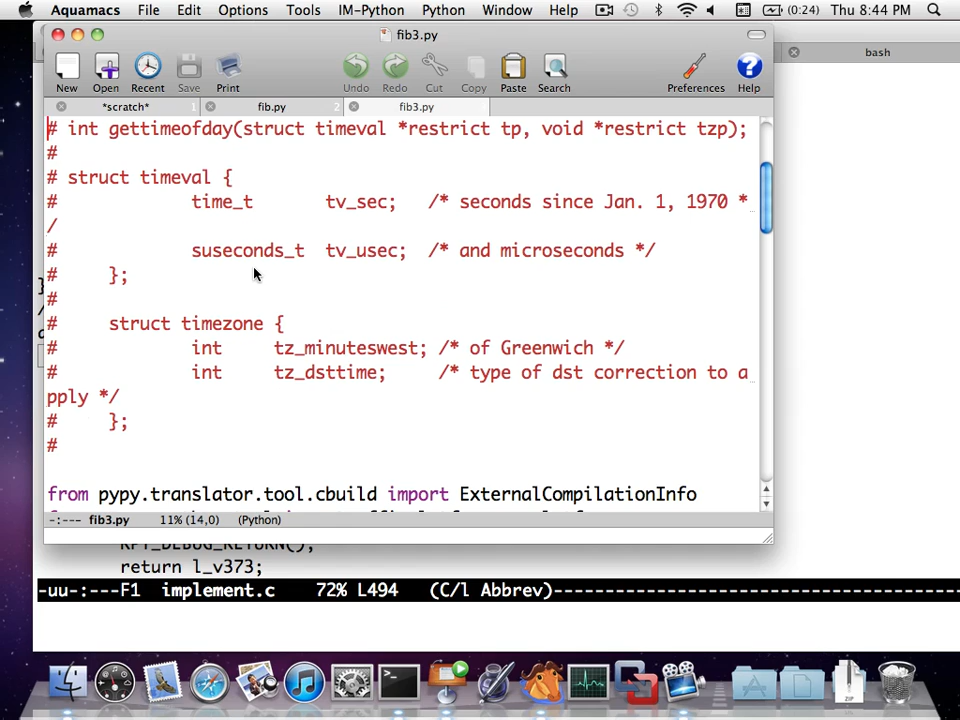 Aquamacs File Edit Options Tools IM-Python Python Window Help (0:24) Thu 8:44 PM
fib3.py
bash
New Open Recent Save Print Undo Redo Cut Copy Paste Search Preferences Help
*scratch* 1 fib.py 2 fib3.py
# int gettimeofday(struct timeval *restrict tp, void *restrict tzp);
#
# struct timeval {
# time_t tv_sec; /* seconds since Jan. 1, 1970 *
/
# suseconds_t tv_usec; /* and microseconds */
# };
#
# struct timezone {
# int tz_minuteswest; /* of Greenwich */
# int tz_dsttime; /* type of dst correction to a
pply */
# };
#
from pypy.translator.tool.cbuild import ExternalCompilationInfo
-:--- fib3.py 11% (14,0) (Python)
RPY_DEBUG_RETURN();
return l_v373;
-uu-:---F1 implement.c 72% L494 (C/l Abbrev)--------------------------------------
ZIP